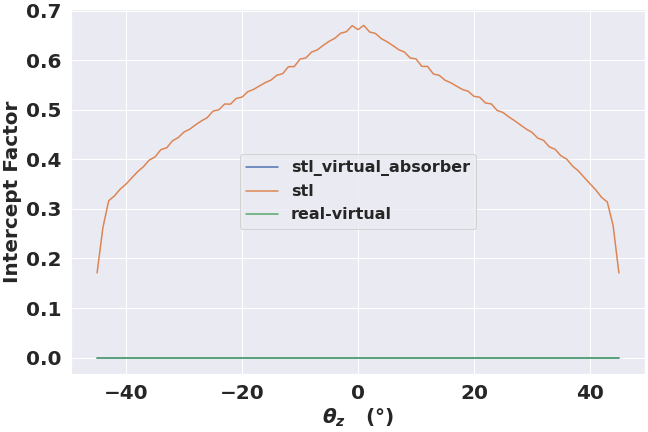 0.7
0.6
0.5
0.4
0.3
0.2
0.1
0.0
Intercept Factor
stl_virtual_absorber
stl
real-virtual
−40 −20 0 20 40
θz (°)